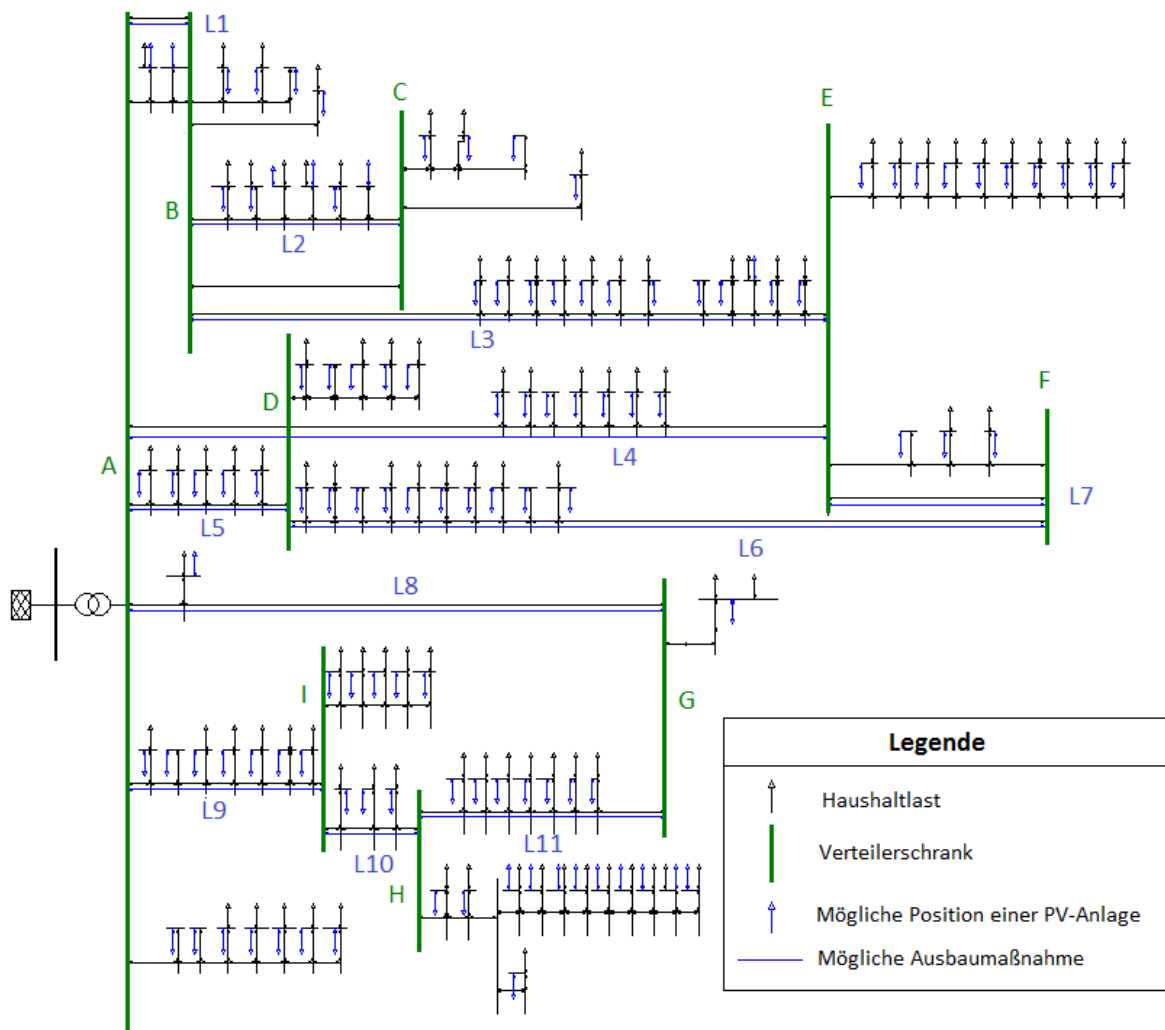 L1
C
E
B
L2
L3
D
F
L4
A
L5
L7
L6
L8
I
G
L9
L10
L11
H
Legende
Haushaltlast
Verteilerschrank
Mögliche Position einer PV-Anlage
Mögliche Ausbaumaßnahme